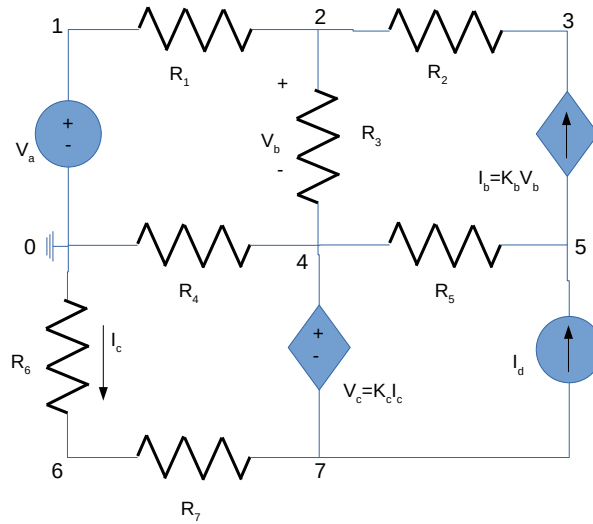 1
2
3
R1
R2
+
+
-
Va
Vb
R3
-
Ib=KbVb
0
4
5
R4
R5
Ic
+
-
R6
Vc=KcIc
Id
6
7
R7